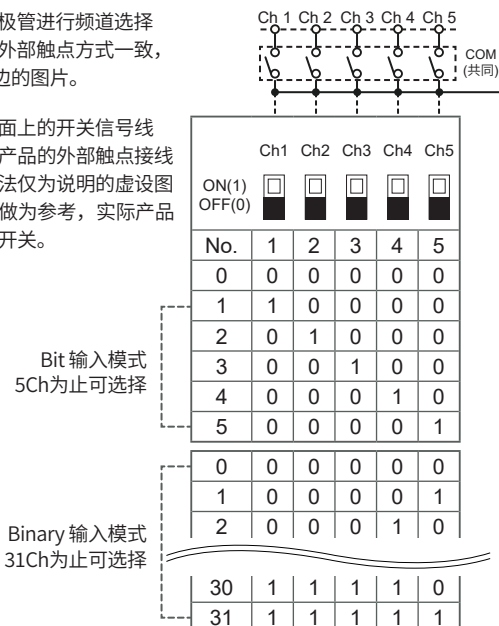 极管进行频道选择
外部触点方式一致，
边的图片。
面上的开关信号线
产品的外部触点接线
法仅为说明的虚设图
做为参考，实际产品
开关。
Ch 1 Ch 2 Ch 3 Ch 4 Ch 5
COM
(共同)
Ch1 Ch2 Ch3 Ch4 Ch5
ON(1)
OFF(0)
No. 1 2 3 4 5
0 0 0 0 0 0
1 1 0 0 0 0
2 0 1 0 0 0
3 0 0 1 0 0
4 0 0 0 1 0
5 0 0 0 0 1
Bit 输入模式
5Ch为止可选择
0 0 0 0 0 0
1 0 0 0 0 1
2 0 0 0 1 0
30 1 1 1 1 0
31 1 1 1 1 1
Binary 输入模式
31Ch为止可选择